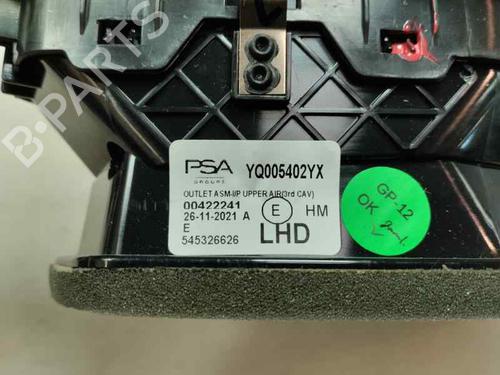 B-PARTS
PSA YQ005402YX
GROUPE
OUTLET ASM-I/P UPPER AIR(3rd CAV)
00422241
26-11-2021 A E HM
E
545326626 LHD
GP-12
OK